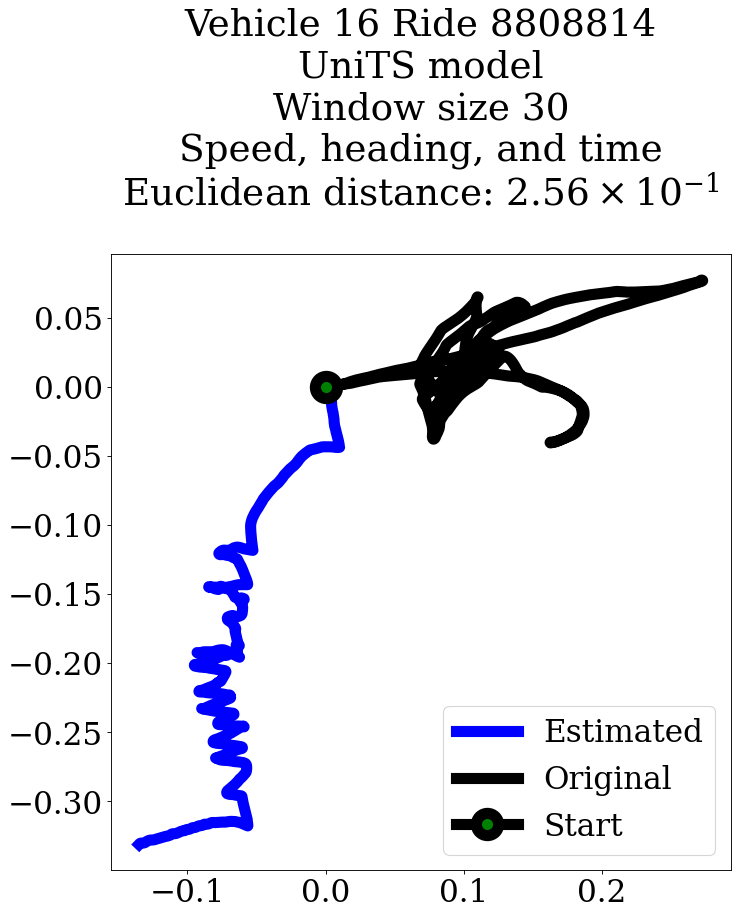 Vehicle 16 Ride 8808814
UniTS model
Window size 30
Speed, heading, and time
Euclidean distance: 2.56 × 10⁻¹
0.05
0.00
−0.05
−0.10
−0.15
−0.20
−0.25
−0.30
−0.1
0.0
0.1
0.2
Estimated
Original
Start